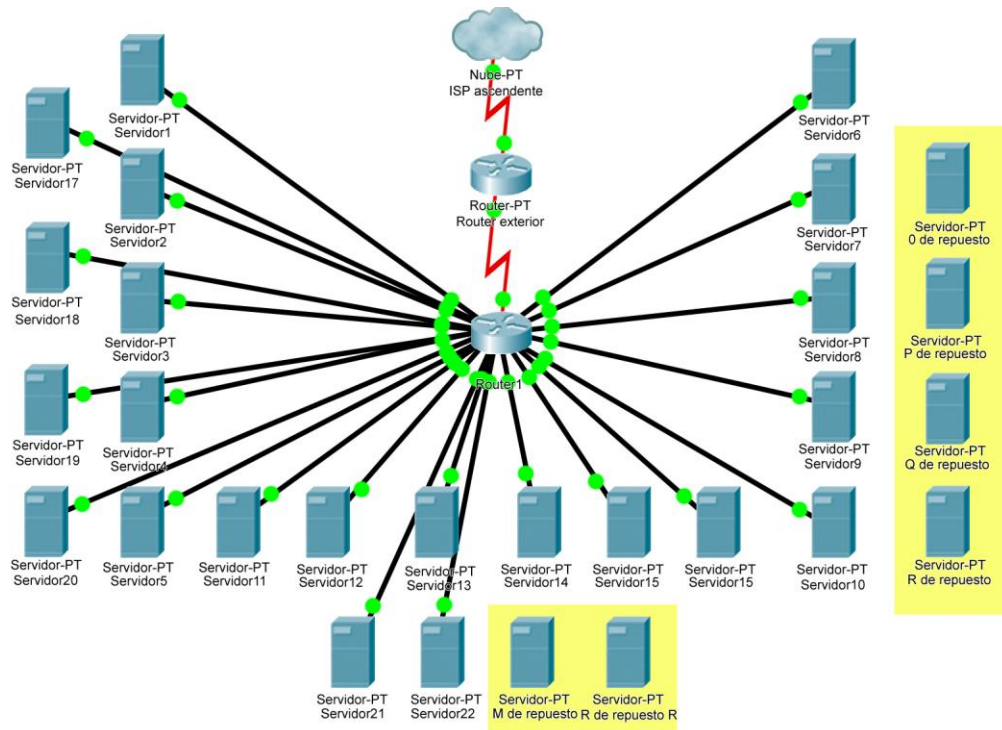 Nube-PT
ISP ascendente
Servidor-PT
Servidor1
Servidor-PT
Servidor6
Servidor-PT
Servidor17
Router-PT
Router exterior
Servidor-PT
Servidor2
Servidor-PT
Servidor7
Servidor-PT
0 de repuesto
Servidor-PT
Servidor18
Servidor-PT
Servidor3
Servidor-PT
Servidor8
Servidor-PT
P de repuesto
Router1
Servidor-PT
Servidor19
Servidor-PT
Servidor4
Servidor-PT
Servidor9
Servidor-PT
Q de repuesto
Servidor-PT
Servidor20
Servidor-PT
Servidor5
Servidor-PT
Servidor11
Servidor-PT
Servidor12
Servidor-PT
Servidor13
Servidor-PT
Servidor14
Servidor-PT
Servidor15
Servidor-PT
Servidor15
Servidor-PT
Servidor10
Servidor-PT
R de repuesto
Servidor-PT
Servidor21
Servidor-PT
Servidor22
Servidor-PT
M de repuesto
Servidor-PT
R de repuesto R